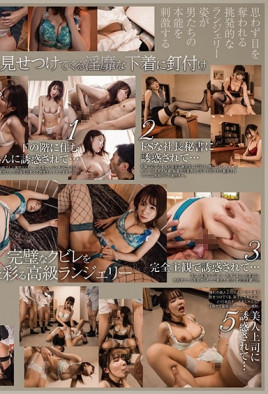 思わず目を
奪われる
挑発的な
ランジェリー
姿が
男たちの
本能を
刺激する
見せつけてくる淫靡な下着に釘付け
1
下の階に住む
んに誘惑されて…
2
ドSな社長秘書に
誘惑されて…
完璧なクビレを
彩る高級ランジェリー
3
完全主観で誘惑されて…
5
美人上司に
誘惑されて…